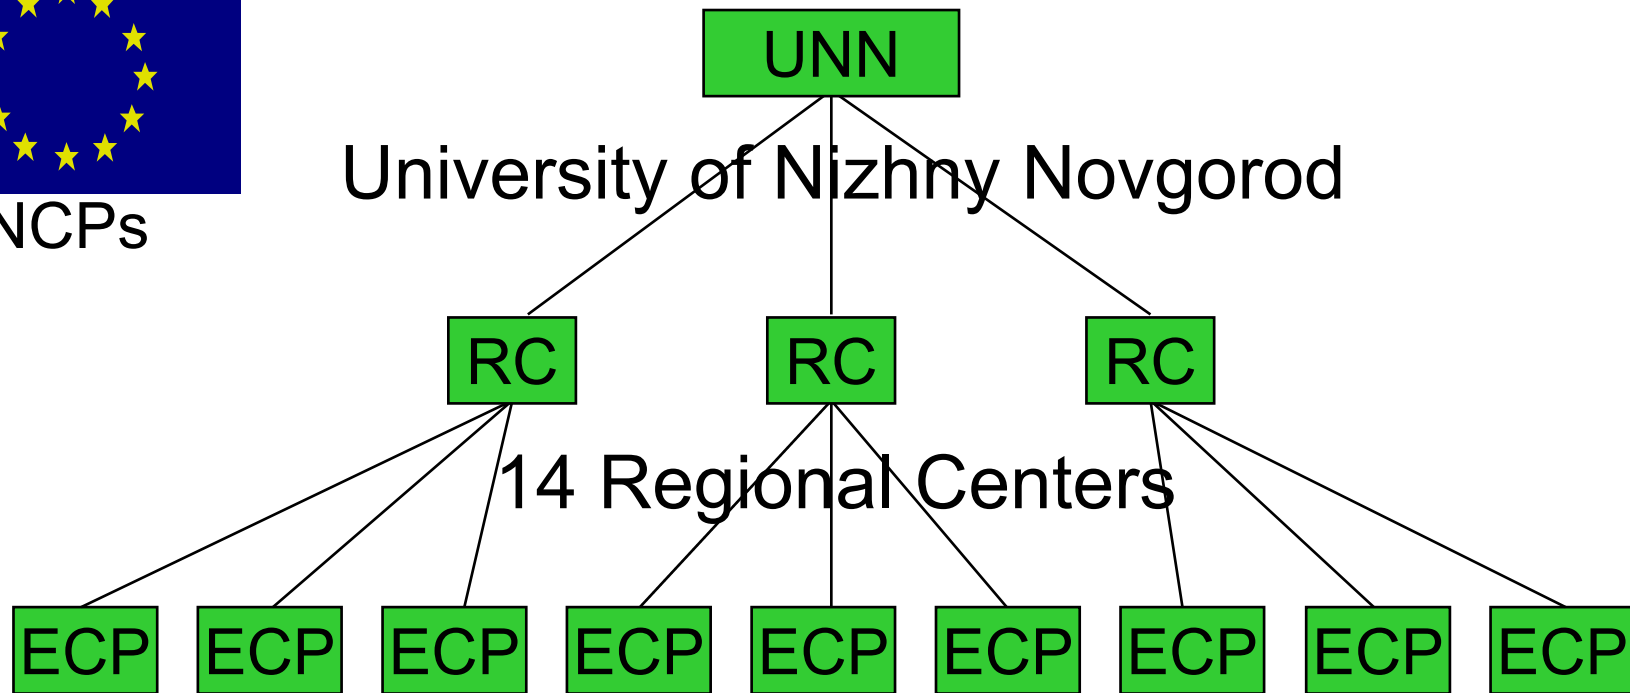 UNN
University of Nizhny Novgorod
NCPs
RC RC RC
14 Regional Centers
ECP ECP ECP ECP ECP ECP ECP ECP ECP